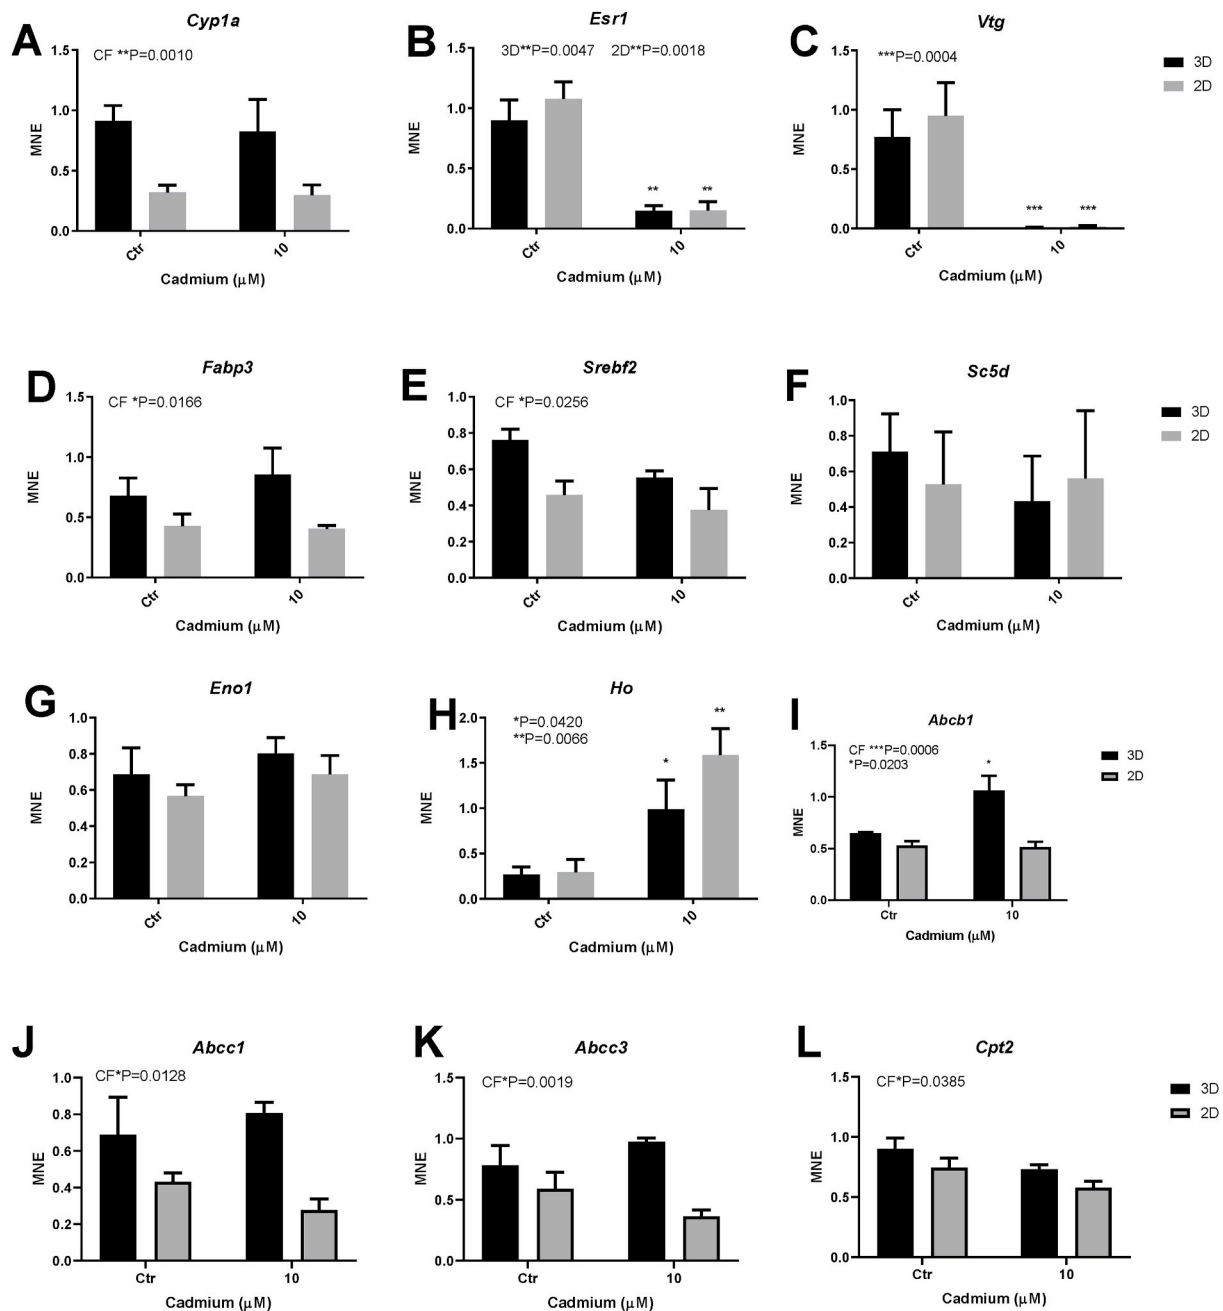 A
Cyp1a
CF **P=0.0010
1.5
1.0
0.5
0.0
MNE
Ctr
10
Cadmium (μM)
B
Esr1
3D**P=0.0047 2D**P=0.0018
1.5
1.0
0.5
0.0
MNE
** **
Ctr
10
Cadmium (μM)
C
Vtg
***P=0.0004
1.5
1.0
0.5
0.0
MNE
*** ***
Ctr
10
Cadmium (μM)
3D
2D
D
Fabp3
CF *P=0.0166
1.5
1.0
0.5
0.0
MNE
Ctr
10
Cadmium (μM)
E
Srebf2
CF *P=0.0256
1.0
0.8
0.6
0.4
0.2
0.0
MNE
Ctr
10
Cadmium (μM)
F
Sc5d
1.0
0.8
0.6
0.4
0.2
0.0
MNE
Ctr
10
Cadmium (μM)
3D
2D
G
Eno1
0.8
0.6
0.4
0.2
0.0
MNE
Ctr
10
Cadmium (μM)
H
Ho
*P=0.0420
**P=0.0066
2.0
1.5
1.0
0.5
0.0
MNE
* **
Ctr
10
Cadmium (μM)
I
Abcb1
CF ***P=0.0006
*P=0.0203
1.5
1.0
0.5
0.0
MNE
*
Ctr
10
Cadmium (μM)
3D
2D
J
Abcc1
CF*P=0.0128
1.0
0.8
0.6
0.4
0.2
0.0
MNE
Ctr
10
Cadmium (μM)
K
Abcc3
CF*P=0.0019
1.5
1.0
0.5
0.0
MNE
Ctr
10
Cadmium (μM)
L
Cpt2
CF*P=0.0385
1.5
1.0
0.5
0.0
MNE
Ctr
10
Cadmium (μM)
3D
2D